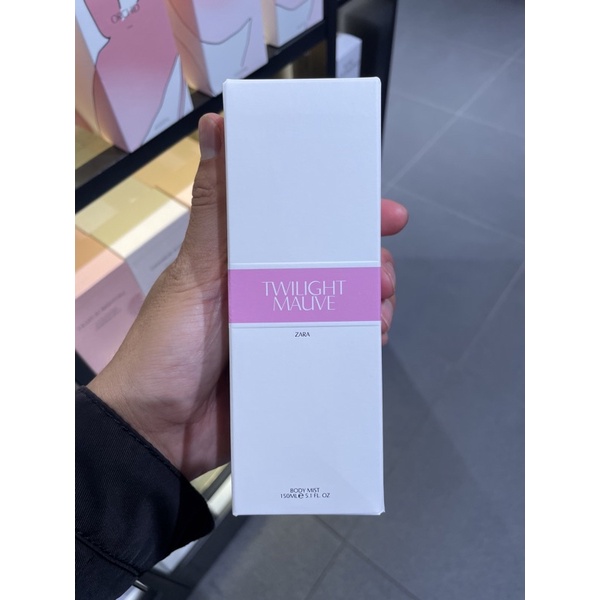 TWILIGHT
MAUVE
ZARA
BODY MIST
150ML ℮ 5.1 FL. OZ